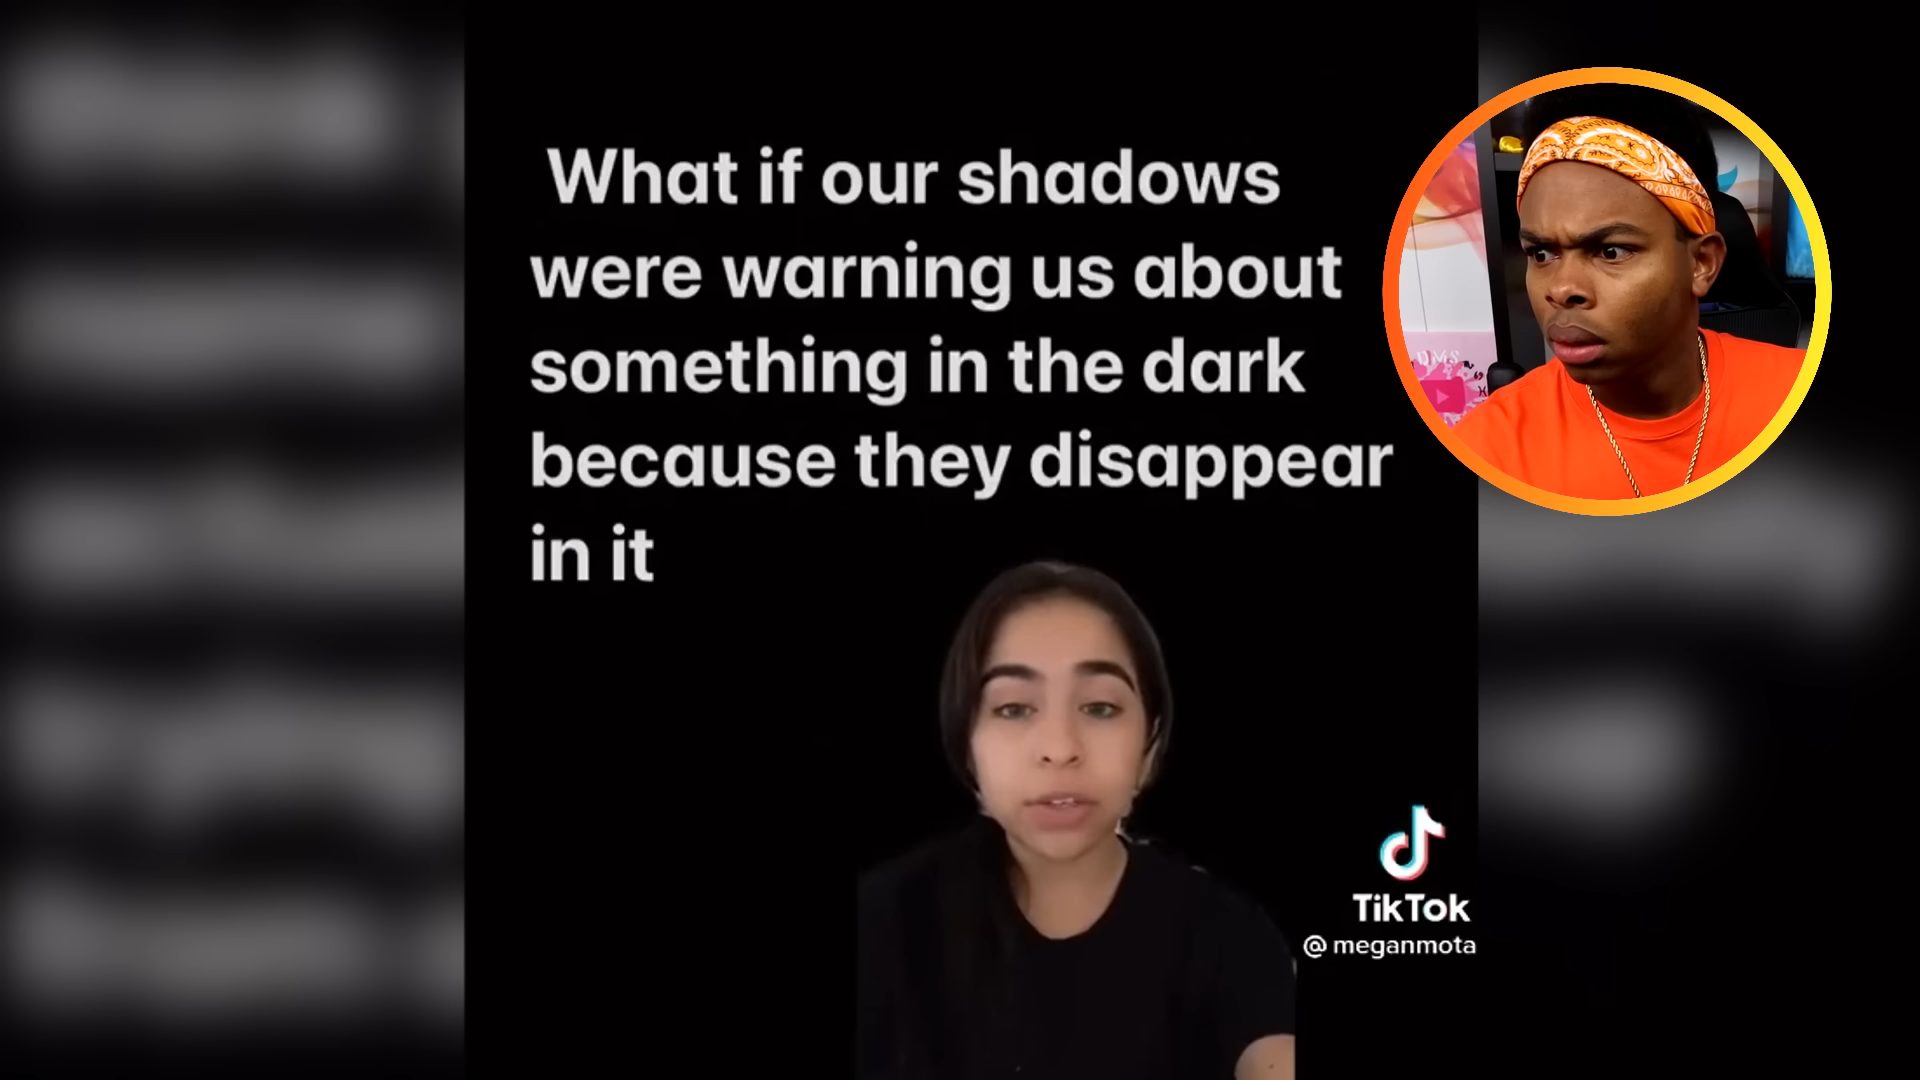 What if our shadows
were warning us about
something in the dark
because they disappear
in it
DMS
TikTok
@meganmota